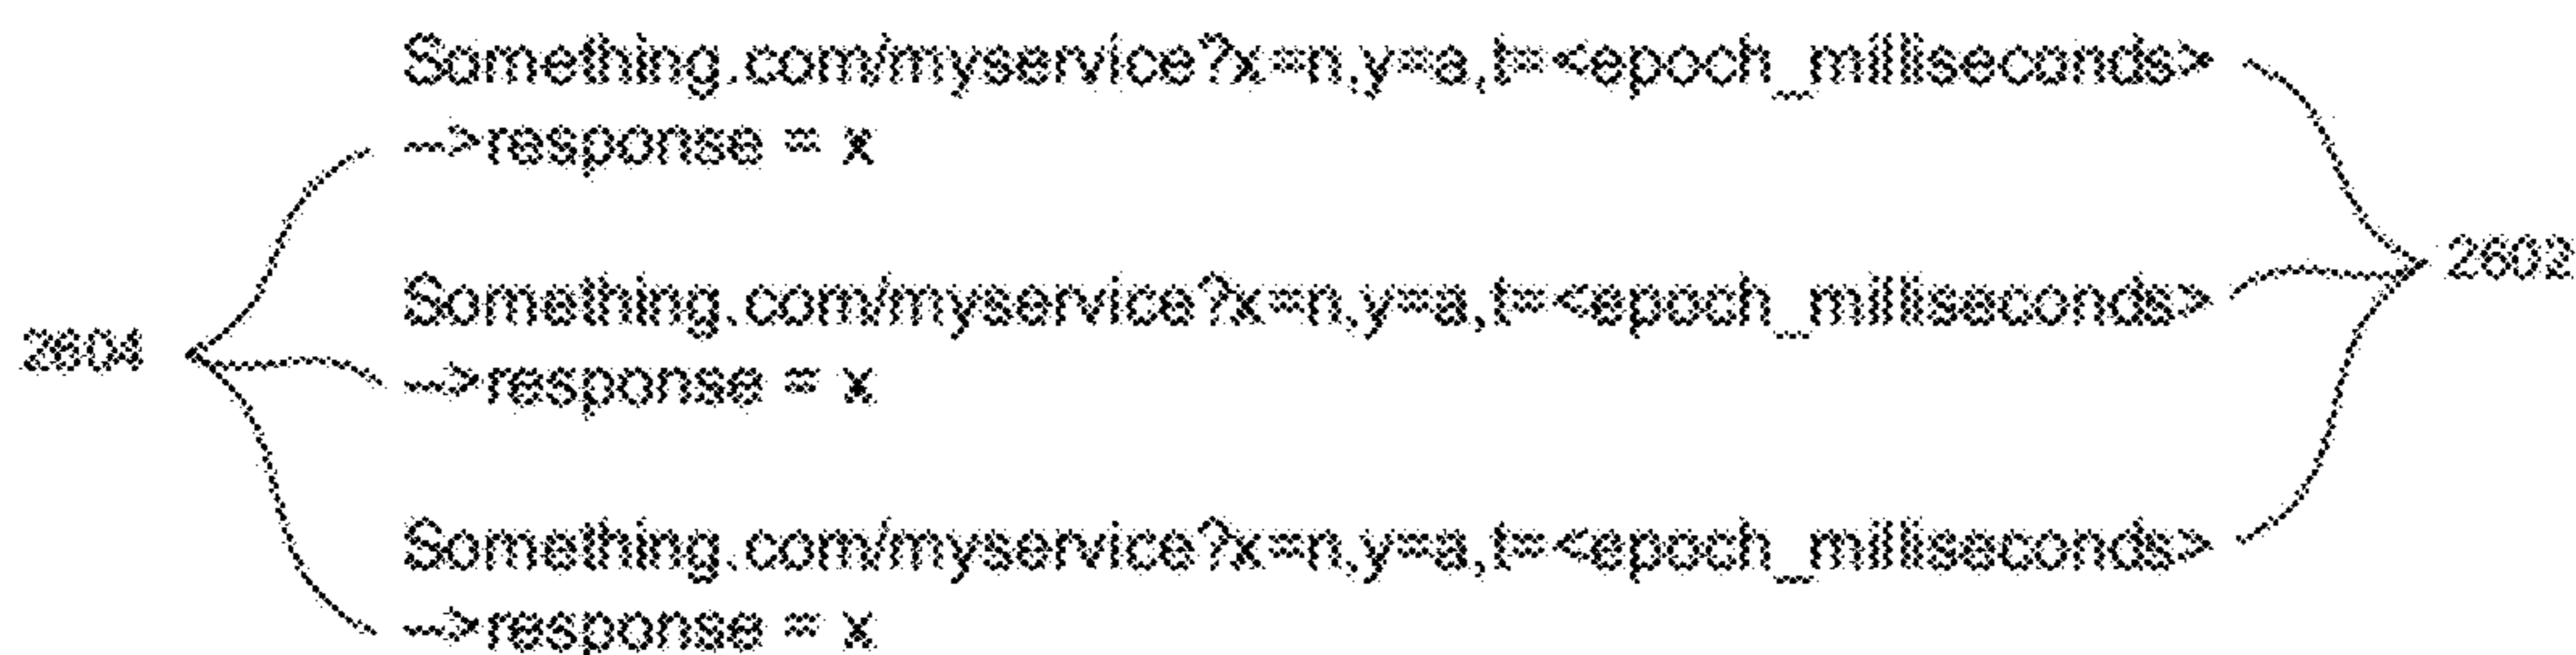 Something.com/myservice?x=n,y=a,t=<epoch_milliseconds>
-->response = x
2602
Something.com/myservice?x=n,y=a,t=<epoch_milliseconds>
2604
-->response = x
Something.com/myservice?x=n,y=a,t=<epoch_milliseconds>
-->response = x